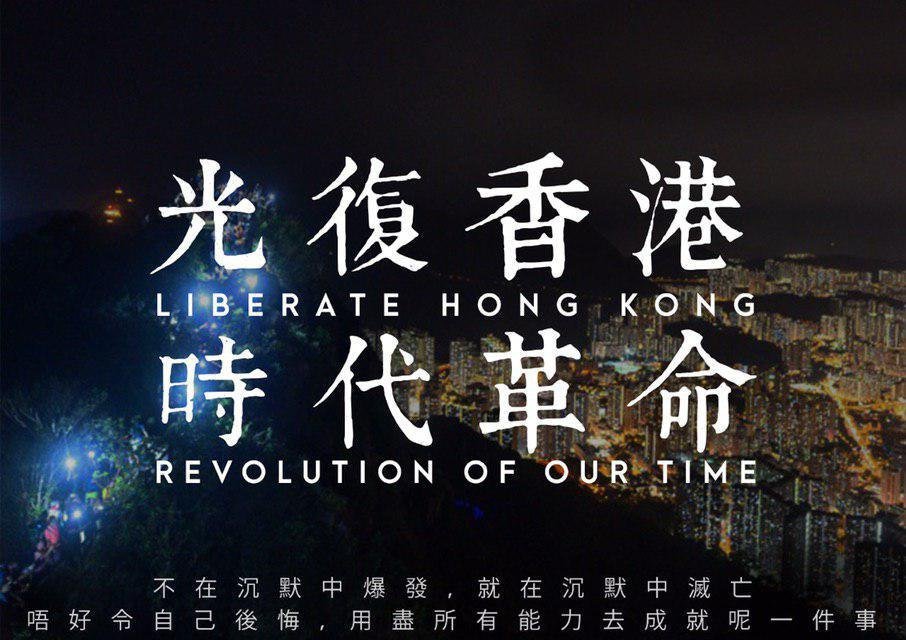 光復香港
LIBERATE HONG KONG
時代革命
REVOLUTION OF OUR TIME
不在沉默中爆發，就在沉默中滅亡
唔好令自己後悔，用盡所有能力去成就呢一件事